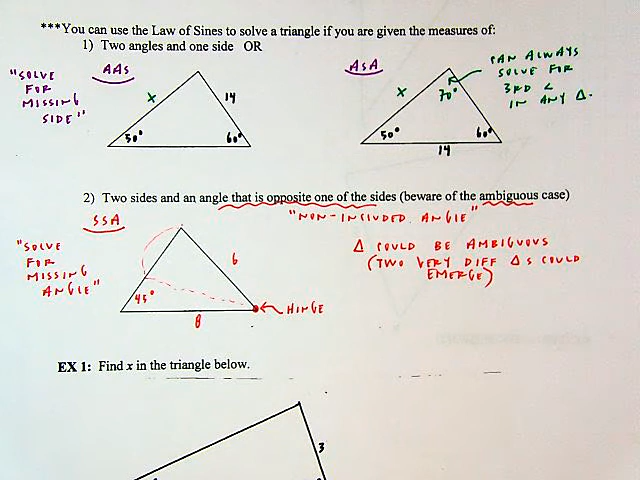 ***You can use the Law of Sines to solve a triangle if you are given the measures of:
1) Two angles and one side OR
"SOLVE
FOR
MISSING
SIDE"
AAS
x
14
50°
60°
ASA
x
70°
50°
60°
14
CAN ALWAYS
SOLVE FOR
3RD ∠
IN ANY Δ.
2) Two sides and an angle that is opposite one of the sides (beware of the ambiguous case)
SSA
"NON-INCLUDED ANGLE"
"SOLVE
FOR
MISSING
ANGLE"
6
45°
8
HINGE
Δ COULD BE AMBIGUOUS
(TWO VERY DIFF ΔS COULD
EMERGE)
EX 1: Find x in the triangle below.
3